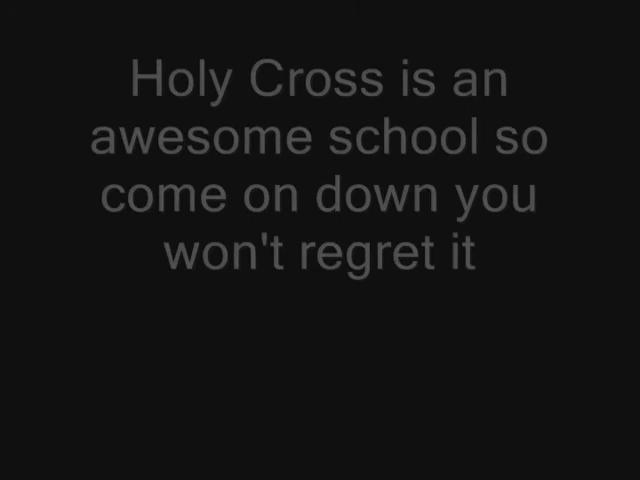 Holy Cross is an
awesome school so
come on down you
won't regret it